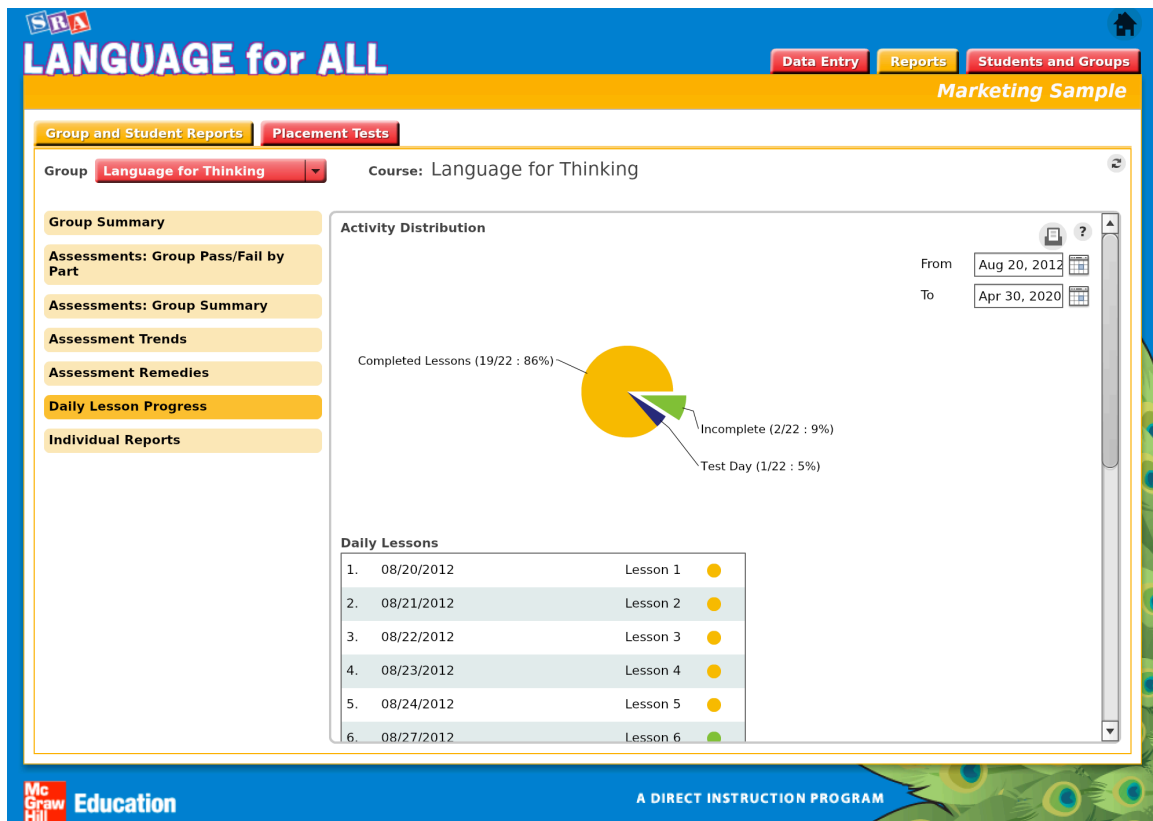 SRA
LANGUAGE for ALL
Data Entry
Reports
Students and Groups
Marketing Sample
Group and Student Reports
Placement Tests
Group
Language for Thinking
Course: Language for Thinking
Group Summary
Assessments: Group Pass/Fail by
Part
Assessments: Group Summary
Assessment Trends
Assessment Remedies
Daily Lesson Progress
Individual Reports
Activity Distribution
?
From Aug 20, 2012
To Apr 30, 2020
Completed Lessons (19/22 : 86%)
Incomplete (2/22 : 9%)
Test Day (1/22 : 5%)
Daily Lessons
1. 08/20/2012 Lesson 1
2. 08/21/2012 Lesson 2
3. 08/22/2012 Lesson 3
4. 08/23/2012 Lesson 4
5. 08/24/2012 Lesson 5
6. 08/27/2012 Lesson 6
Mc
Graw
Hill
Education
A DIRECT INSTRUCTION PROGRAM